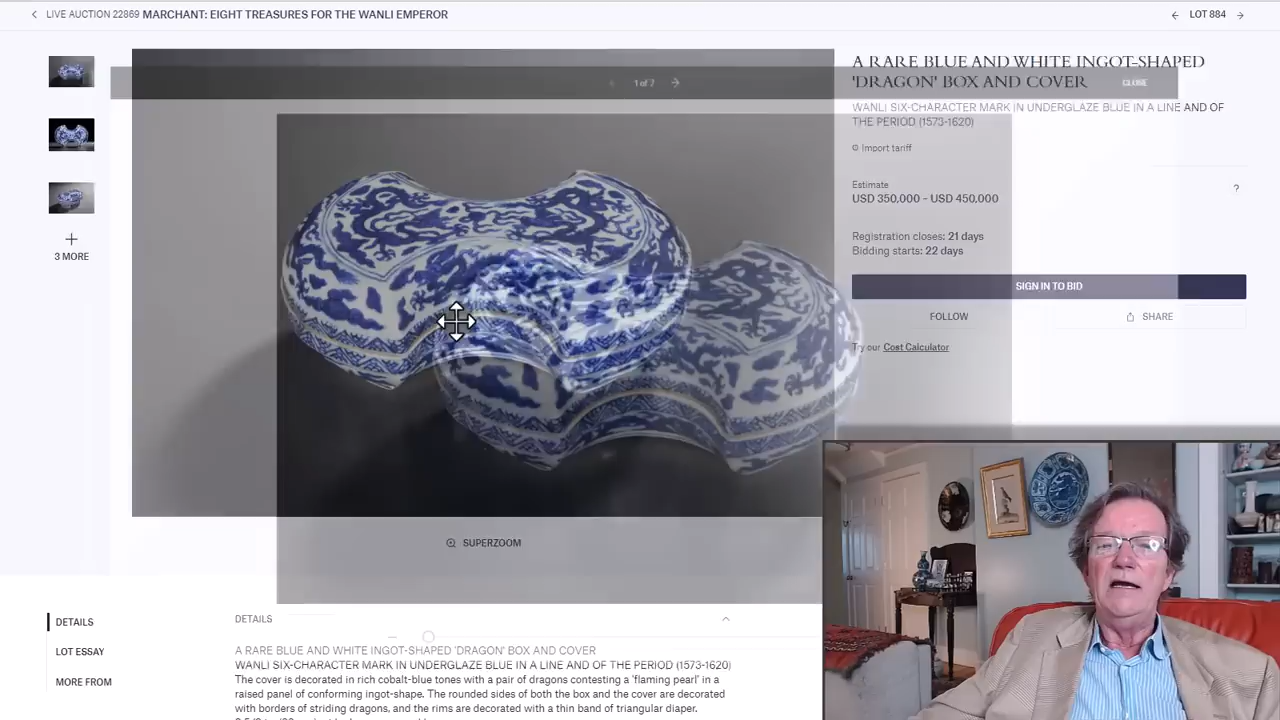 LIVE AUCTION 22869 MARCHANT: EIGHT TREASURES FOR THE WANLI EMPEROR
LOT 884
3 MORE
1 of 7
CLOSE
A RARE BLUE AND WHITE INGOT-SHAPED
'DRAGON' BOX AND COVER
WANLI SIX-CHARACTER MARK IN UNDERGLAZE BLUE IN A LINE AND OF
THE PERIOD (1573-1620)
Import tariff
Estimate
USD 350,000 – USD 450,000
?
Registration closes: 21 days
Bidding starts: 22 days
SIGN IN TO BID
FOLLOW
SHARE
Try our Cost Calculator
SUPERZOOM
DETAILS
LOT ESSAY
MORE FROM
DETAILS
A RARE BLUE AND WHITE INGOT-SHAPED 'DRAGON' BOX AND COVER
WANLI SIX-CHARACTER MARK IN UNDERGLAZE BLUE IN A LINE AND OF THE PERIOD (1573-1620)
The cover is decorated in rich cobalt-blue tones with a pair of dragons contesting a 'flaming pearl' in a
raised panel of conforming ingot-shape. The rounded sides of both the box and the cover are decorated
with borders of striding dragons, and the rims are decorated with a thin band of triangular diaper.